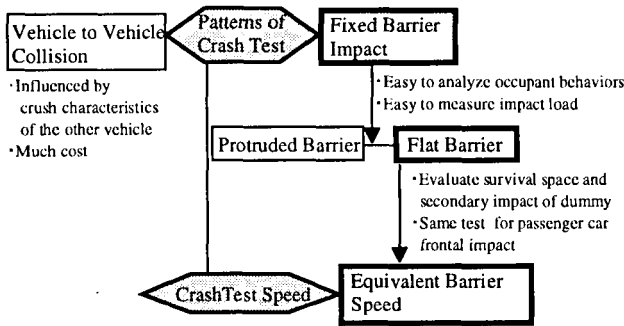 Vehicle to Vehicle
Collision
Patterns of
Crash Test
Fixed Barrier
Impact
·Influenced by
crush characteristics
of the other vehicle
·Much cost
·Easy to analyze occupant behaviors
·Easy to measure impact load
Protruded Barrier
Flat Barrier
·Evaluate survival space and
secondary impact of dummy
·Same test for passenger car
frontal impact
CrashTest Speed
Equivalent Barrier
Speed